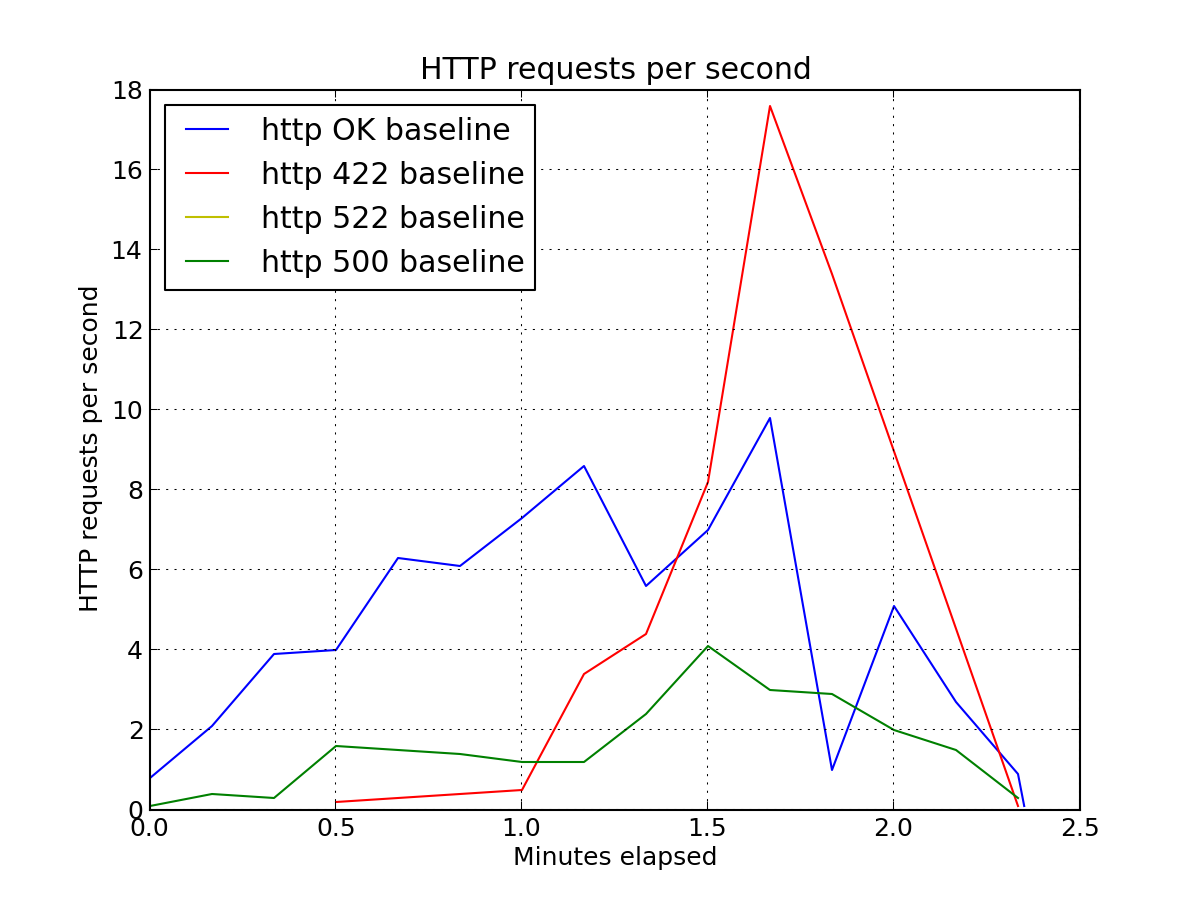 HTTP requests per second
18
16
14
12
10
8
6
4
2
0
http OK baseline
http 422 baseline
http 522 baseline
http 500 baseline
HTTP requests per second
0.0 0.5 1.0 1.5 2.0 2.5
Minutes elapsed